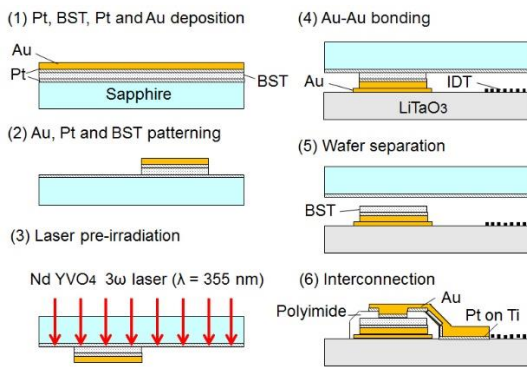 (1) Pt, BST, Pt and Au deposition
Au
Pt
BST
Sapphire
(2) Au, Pt and BST patterning
(3) Laser pre-irradiation
Nd YVO4 3ω laser (λ = 355 nm)
(4) Au-Au bonding
Au
IDT
LiTaO3
(5) Wafer separation
BST
(6) Interconnection
Au
Polyimide
Pt on Ti